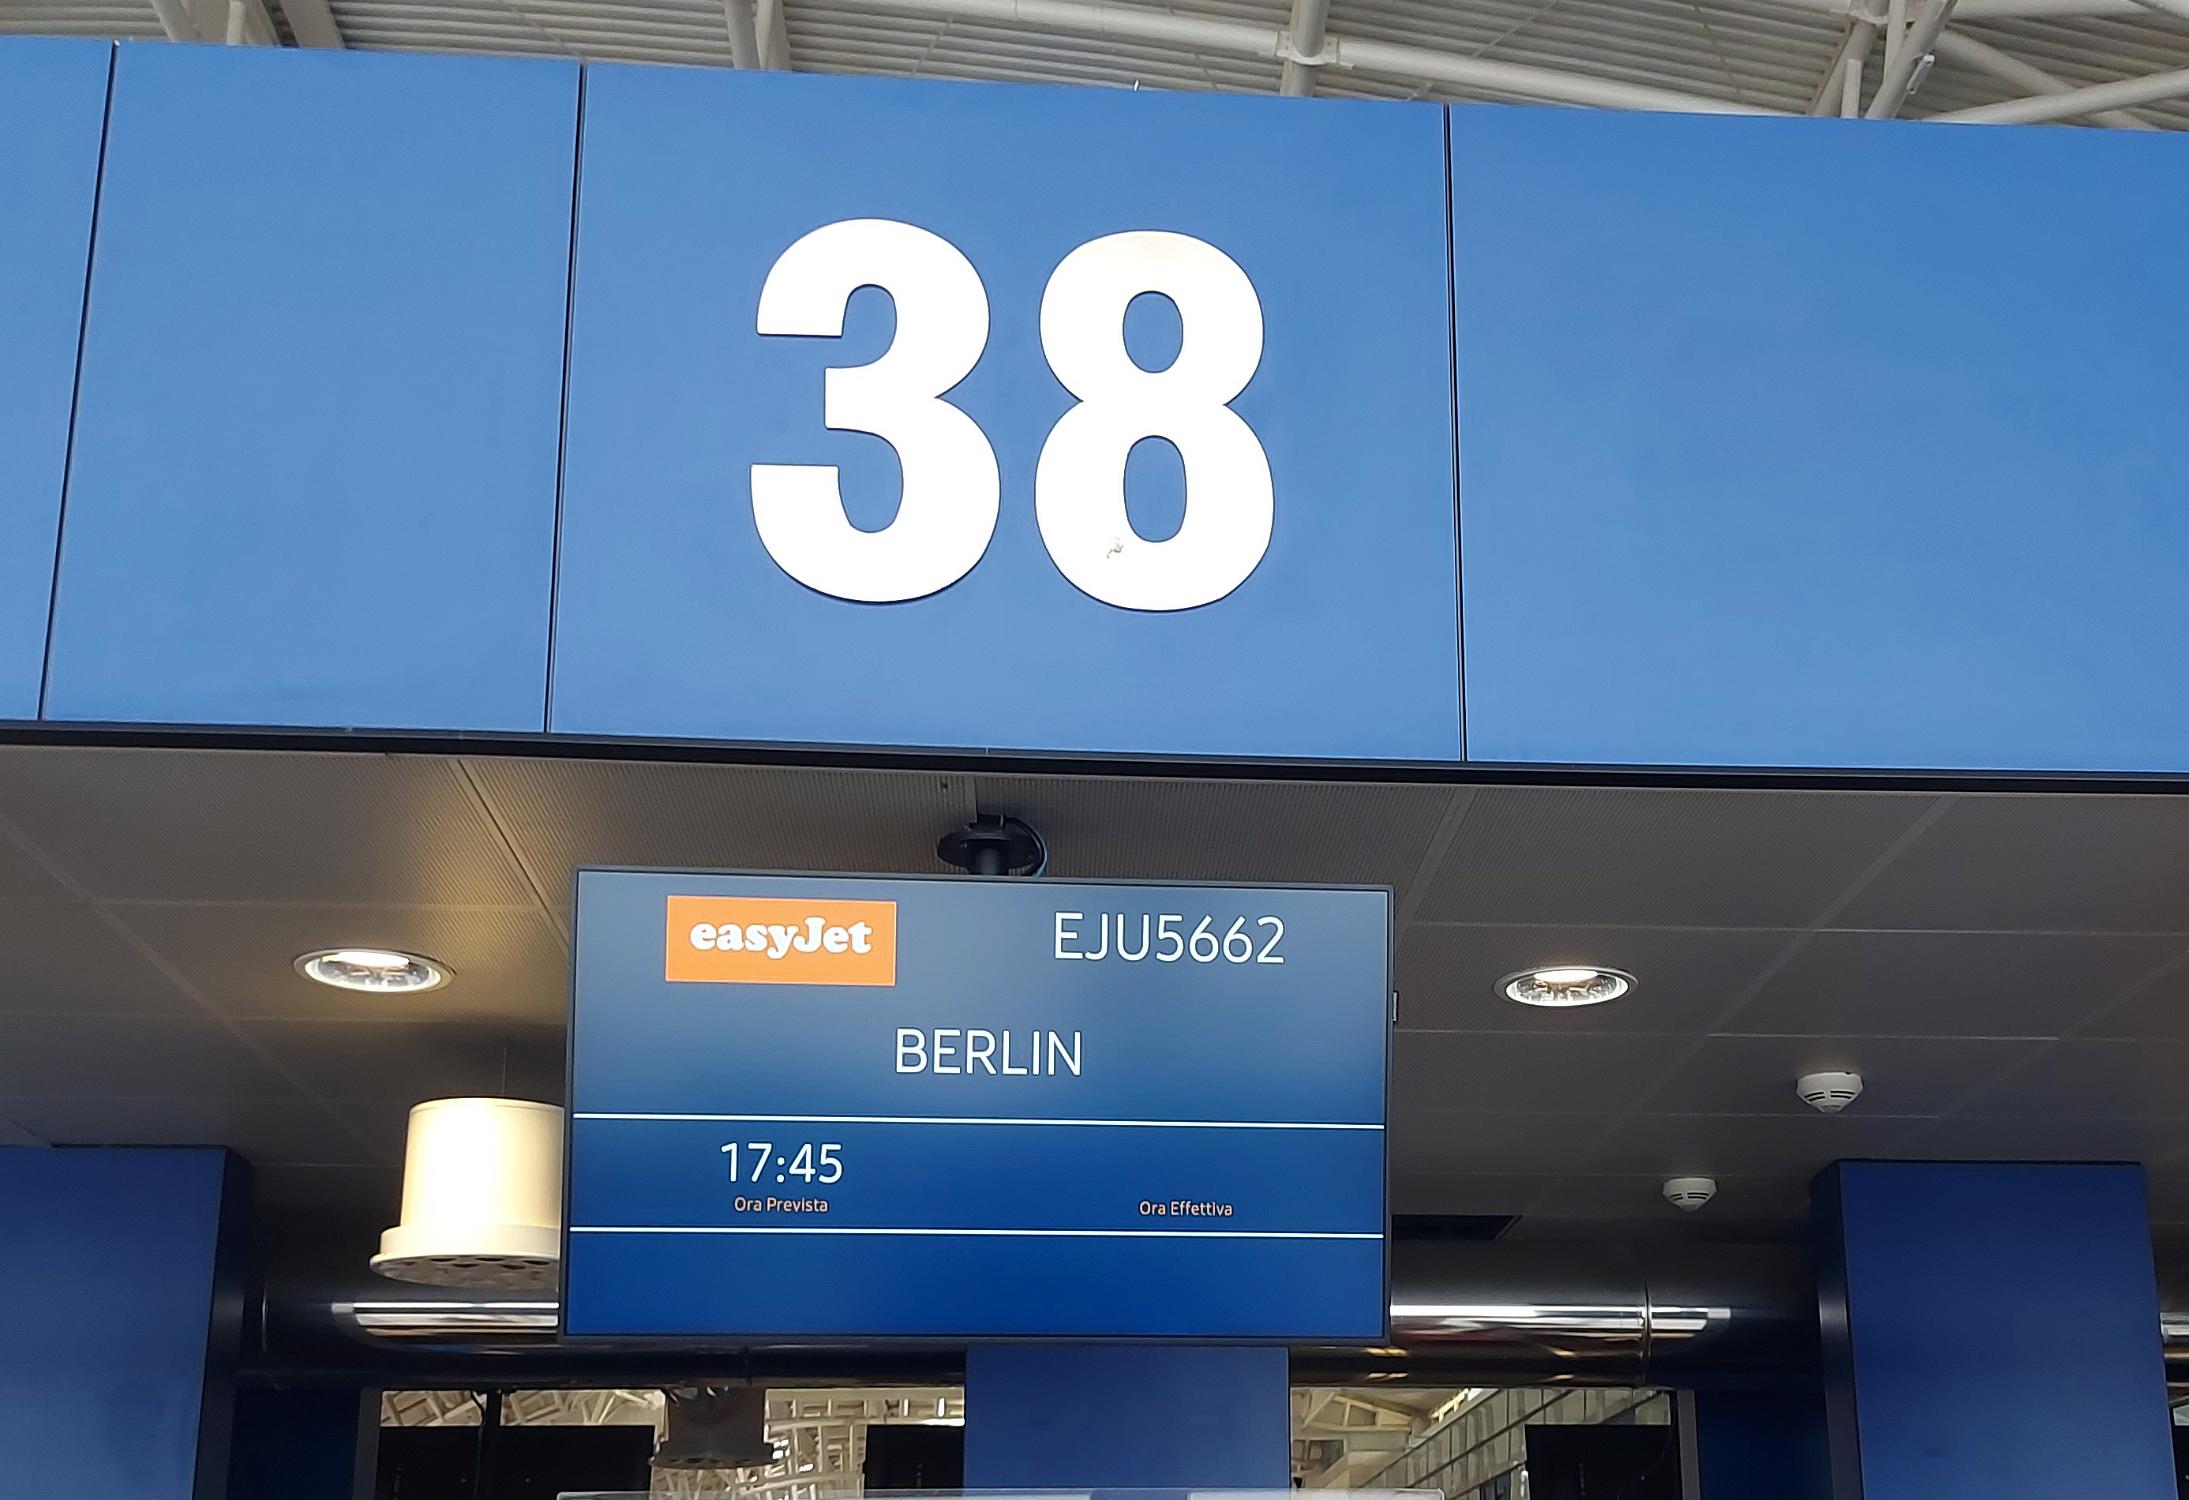 38
easyJet EJU5662
BERLIN
17:45
Ora Prevista Ora Effettiva